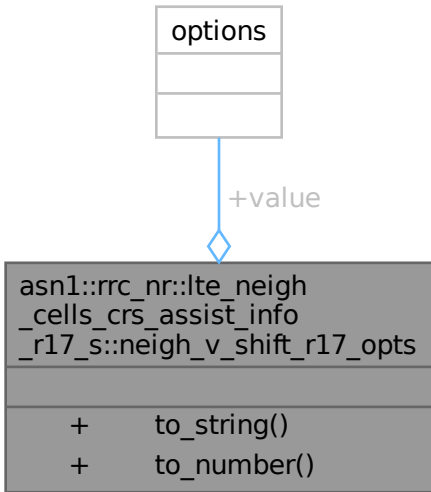 options
+value
asn1::rrc_nr::lte_neigh
_cells_crs_assist_info
_r17_s::neigh_v_shift_r17_opts
+ to_string()
+ to_number()